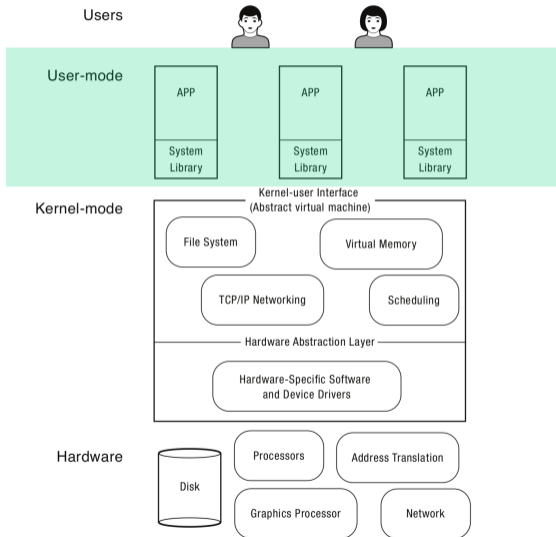 Users
User-mode
APP
APP
APP
System
Library
System
Library
System
Library
Kernel-mode
Kernel-user Interface
(Abstract virtual machine)
File System
Virtual Memory
TCP/IP Networking
Scheduling
Hardware Abstraction Layer
Hardware-Specific Software
and Device Drivers
Hardware
Disk
Processors
Address Translation
Graphics Processor
Network